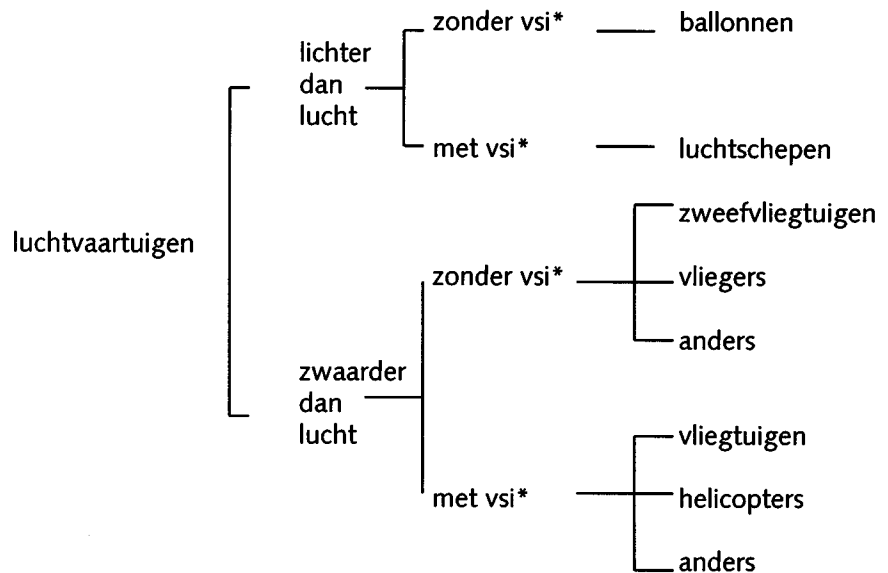 luchtvaartuigen
lichter
dan
lucht
zonder vsi*
ballonnen
met vsi*
luchtschepen
zwaarder
dan
lucht
zonder vsi*
zweefvliegtuigen
vliegers
anders
met vsi*
vliegtuigen
helicopters
anders